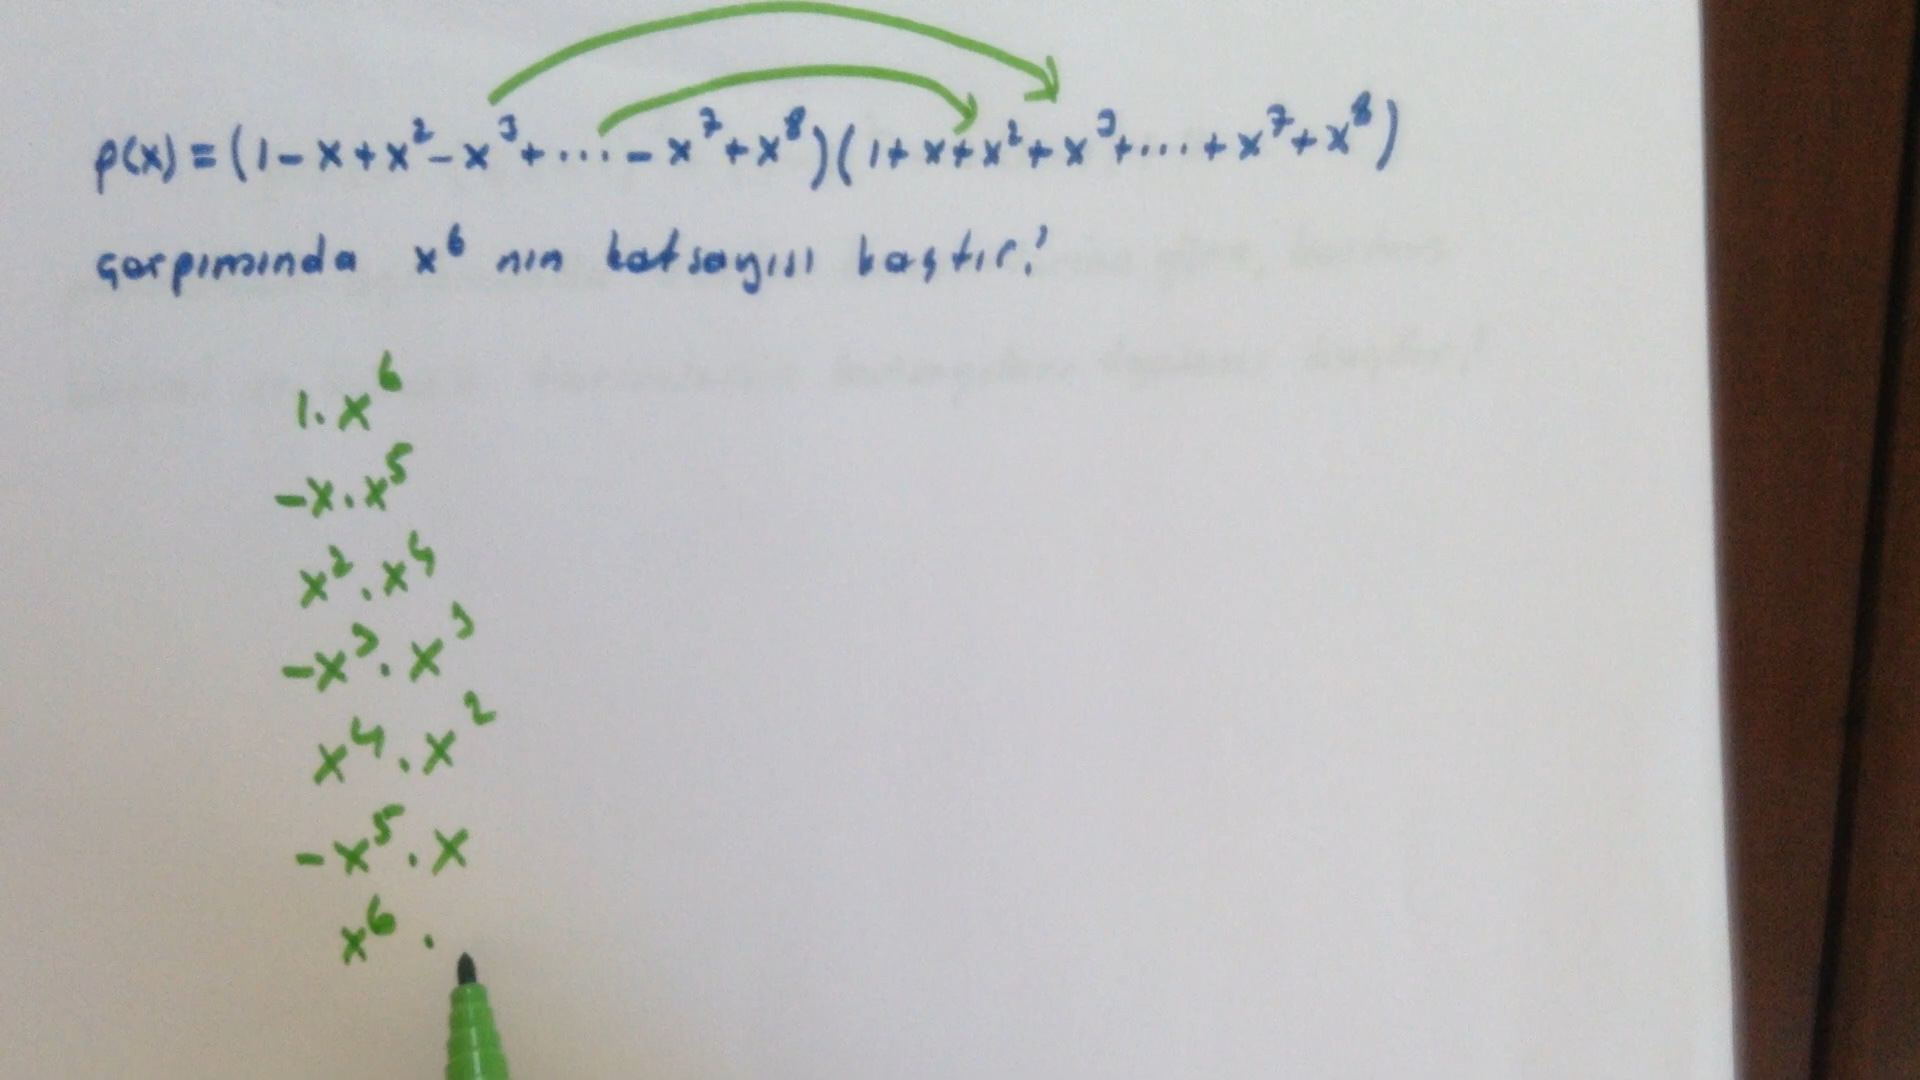 p(x) = (1 - x + x² - x³ + ... - x⁷ + x⁸)(1 + x + x² + x³ + ... + x⁷ + x⁸)
çarpımında x⁶ nın katsayısı kaçtır?
1. x⁶
-x . x⁵
x² . x⁴
-x³ . x³
x⁴ . x²
-x⁵ . x
x⁶ .